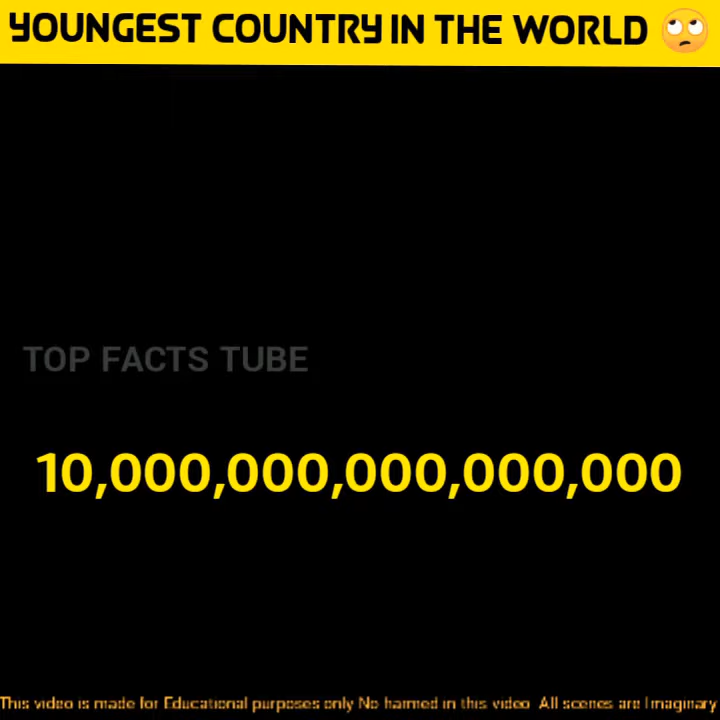 YOUNGEST COUNTRY IN THE WORLD 🙄
TOP FACTS TUBE
10,000,000,000,000,000
This video is made for Educational purposes only No harmed in this video All scenes are Imaginary